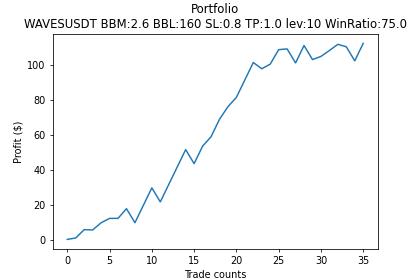 Portfolio
WAVESUSDT BBM:2.6 BBL:160 SL:0.8 TP:1.0 lev:10 WinRatio:75.0
100
80
60
40
20
0
Profit ($)
0 5 10 15 20 25 30 35
Trade counts